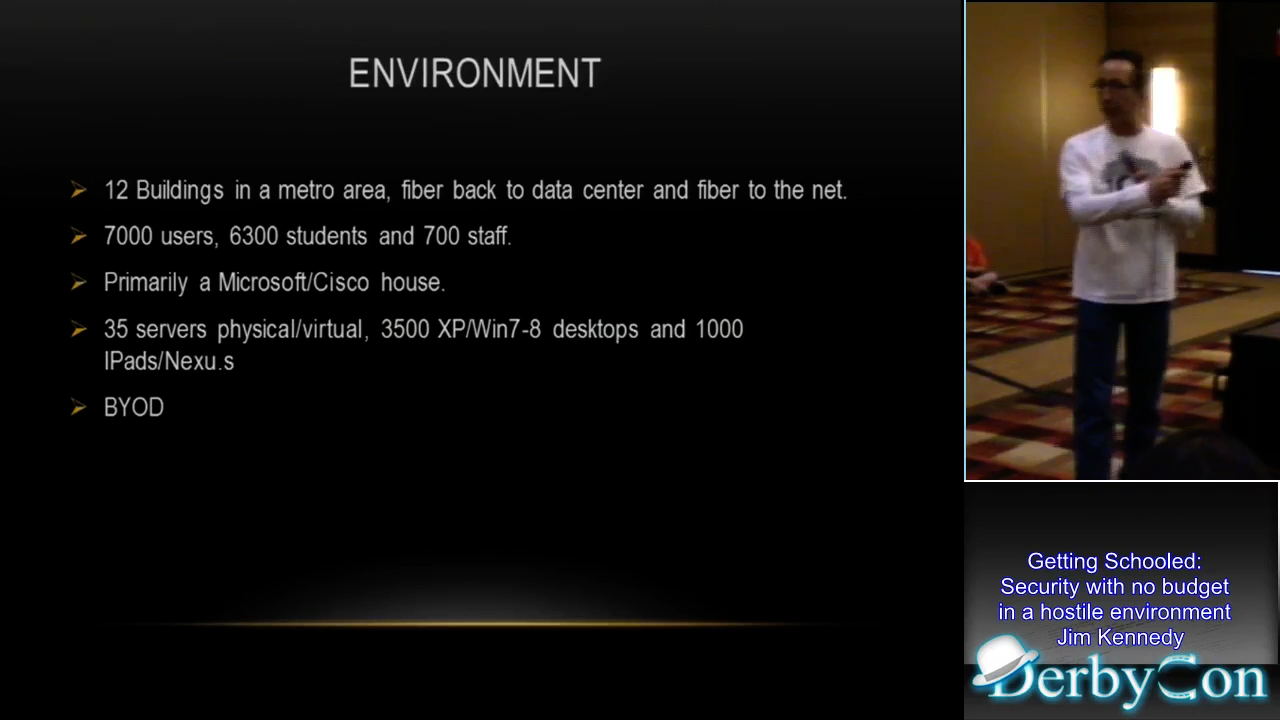 ENVIRONMENT
12 Buildings in a metro area, fiber back to data center and fiber to the net.
7000 users, 6300 students and 700 staff.
Primarily a Microsoft/Cisco house.
35 servers physical/virtual, 3500 XP/Win7-8 desktops and 1000
IPads/Nexu.s
BYOD
Getting Schooled:
Security with no budget
in a hostile environment
Jim Kennedy
DerbyCon